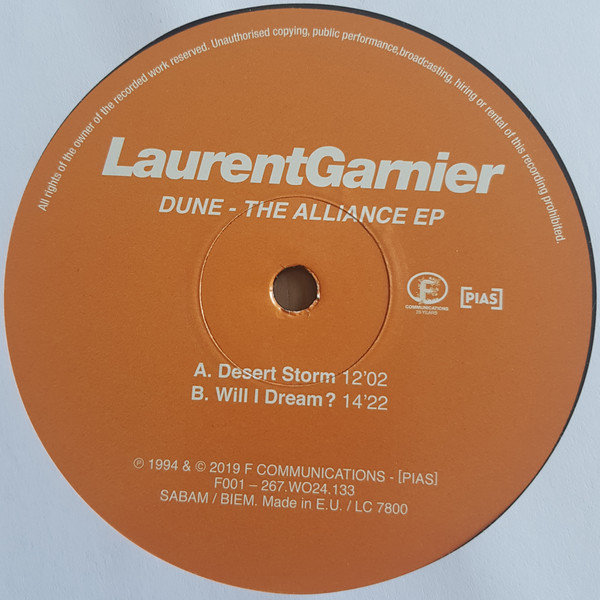 All rights of the owner of the recorded work reserved. Unauthorised copying, public performance,broadcasting, hiring or rental of this recording prohibited.
LaurentGarnier
DUNE - THE ALLIANCE EP
F
COMMUNICATIONS
25 YEARS
[PIAS]
A. Desert Storm 12'02
B. Will I Dream? 14'22
℗ 1994 & © 2019 F COMMUNICATIONS - [PIAS]
F001 – 267.WO24.133
SABAM / BIEM. Made in E.U. / LC 7800